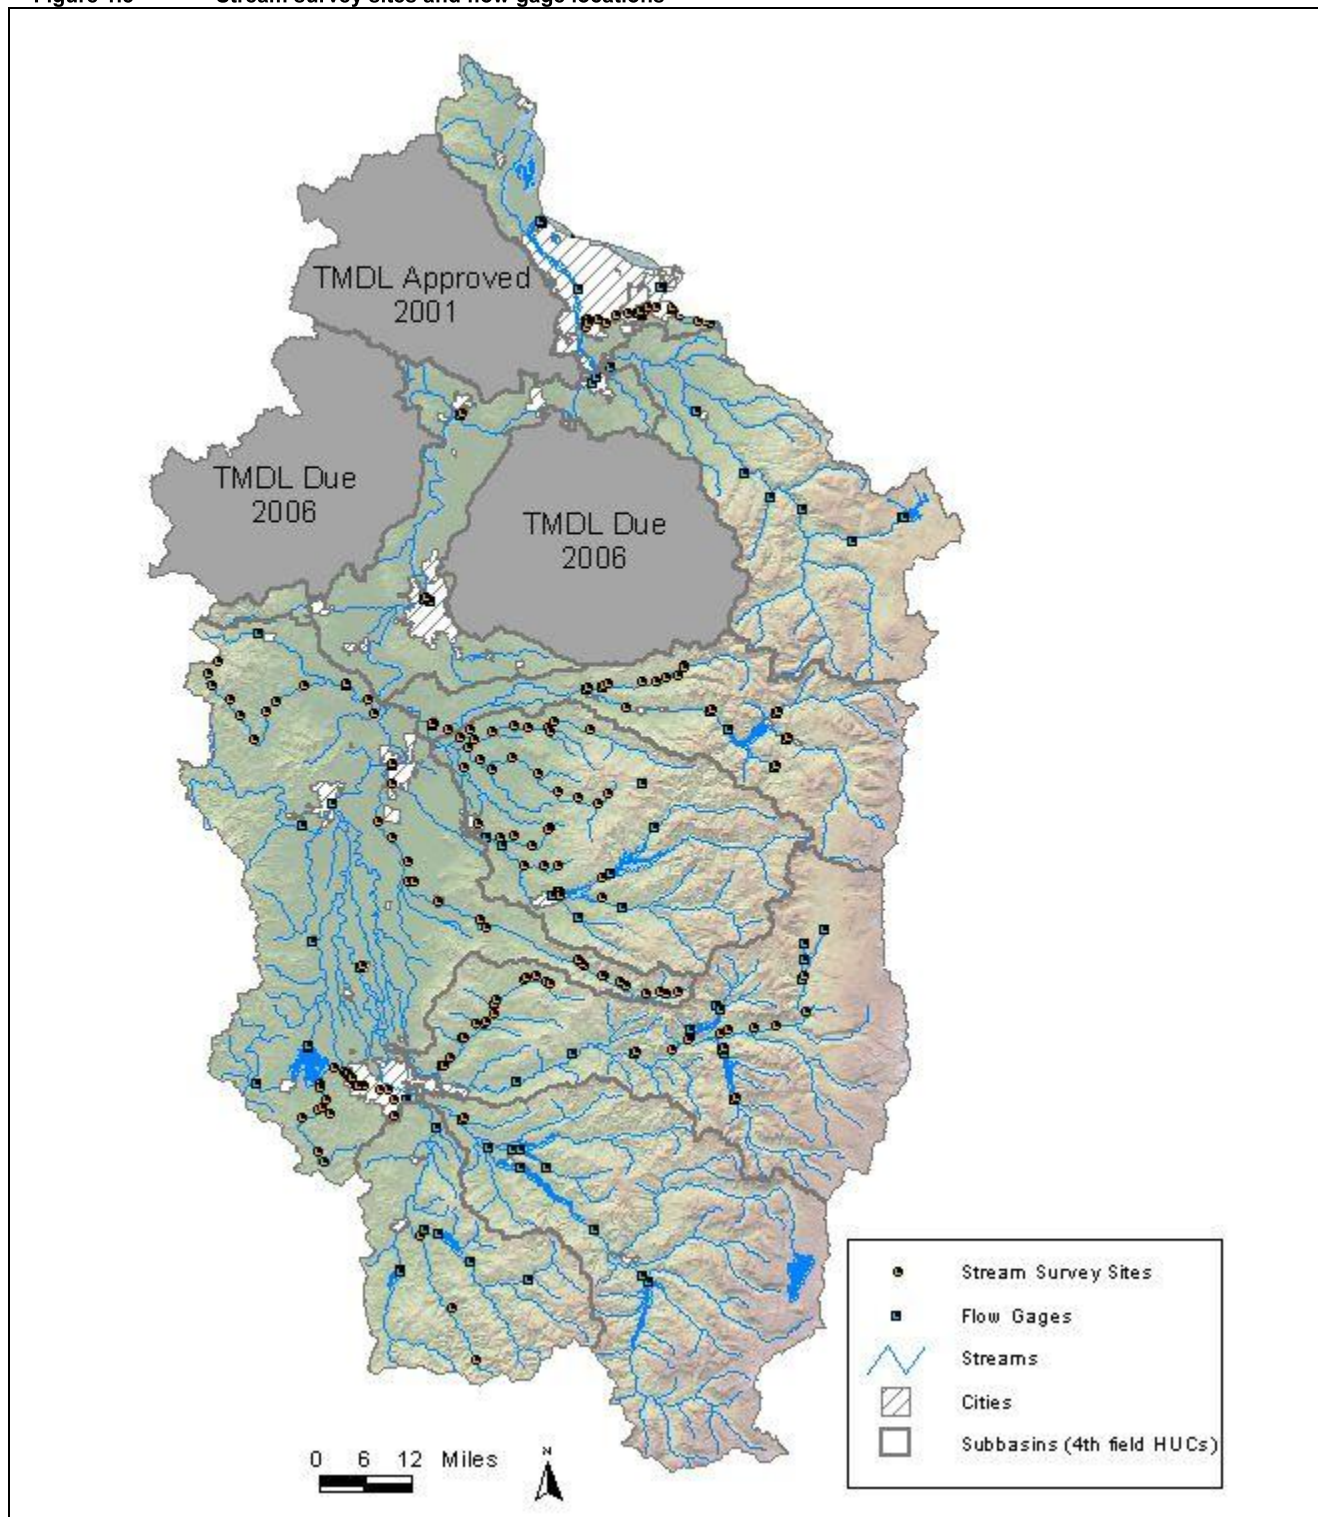 Stream survey sites and flow gage locations
TMDL Approved
2001
TMDL Due
2006
TMDL Due
2006
Stream Survey Sites
Flow Gages
Streams
Cities
Subbasins (4th field HUCs)
0 6 12 Miles
N